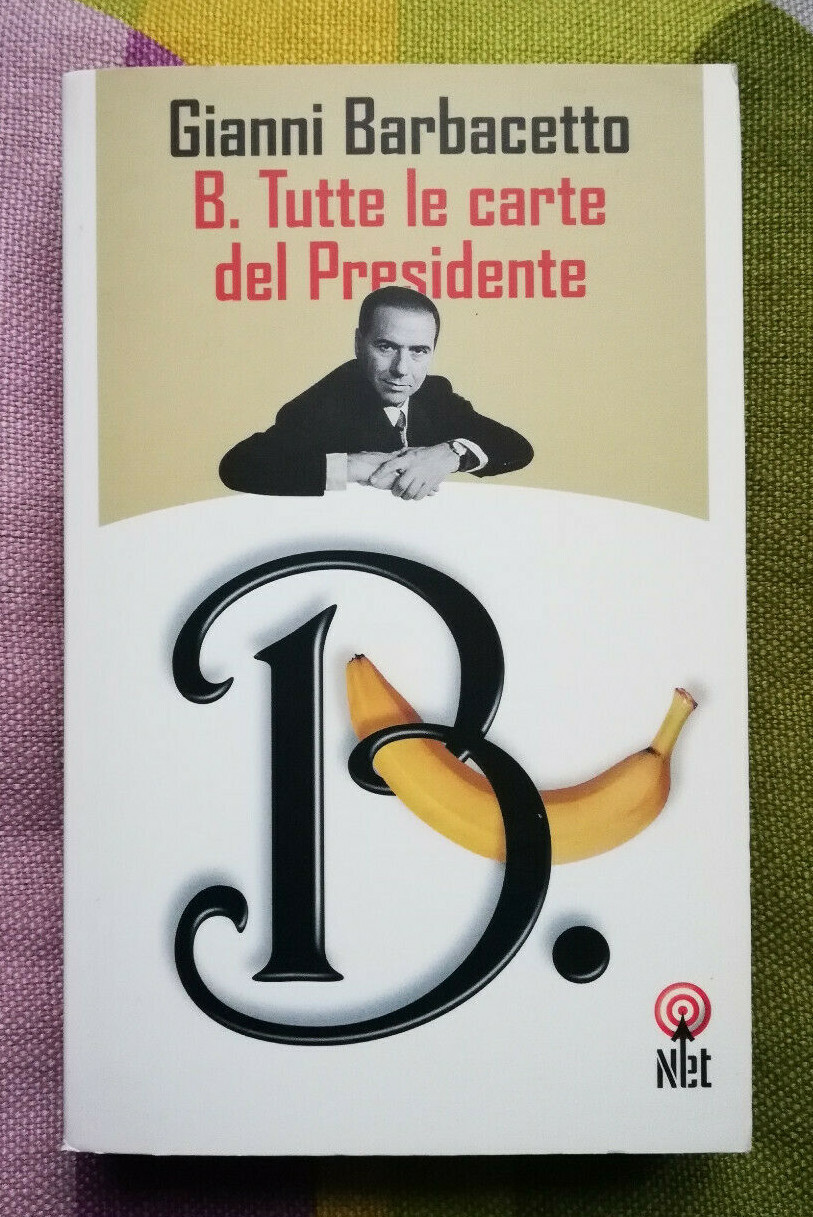 Gianni Barbacetto
B. Tutte le carte
del Presidente
B.
Net